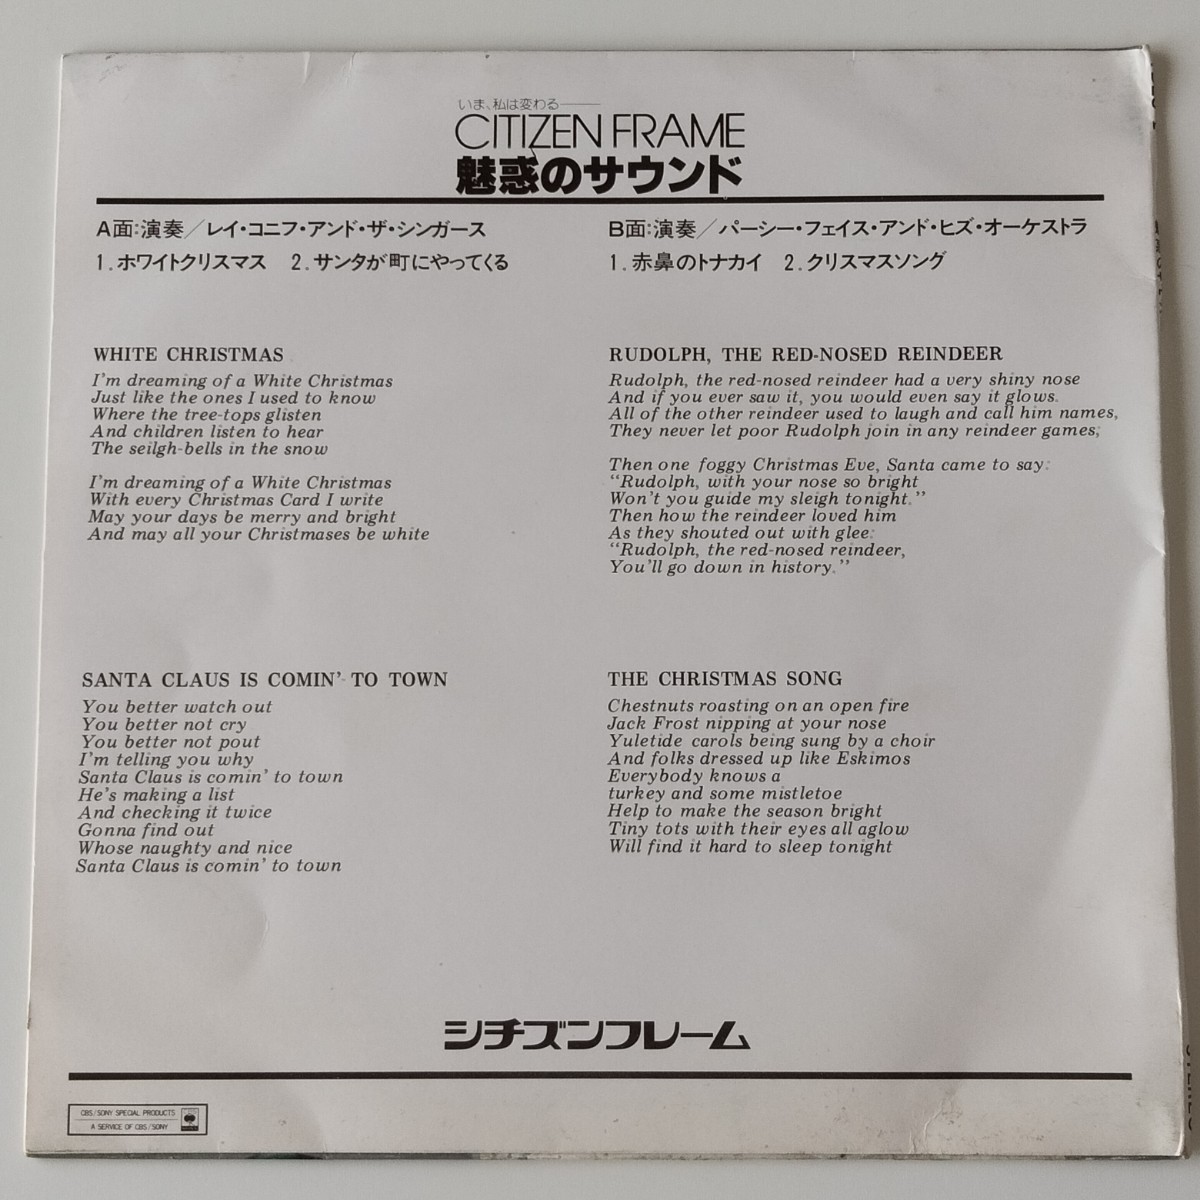 いま、私は変わる——
CITIZEN FRAME
魅惑のサウンド
A面:演奏/レイ・コニフ・アンド・ザ・シンガース
1.ホワイトクリスマス 2.サンタが町にやってくる
B面:演奏/パーシー・フェイス・アンド・ヒズ・オーケストラ
1.赤鼻のトナカイ 2.クリスマスソング
WHITE CHRISTMAS
I'm dreaming of a White Christmas
Just like the ones I used to know
Where the tree-tops glisten
And children listen to hear
The seilgh-bells in the snow
I'm dreaming of a White Christmas
With every Christmas Card I write
May your days be merry and bright
And may all your Christmases be white
RUDOLPH, THE RED-NOSED REINDEER
Rudolph, the red-nosed reindeer had a very shiny nose
And if you ever saw it, you would even say it glows.
All of the other reindeer used to laugh and call him names,
They never let poor Rudolph join in any reindeer games;
Then one foggy Christmas Eve, Santa came to say:
“Rudolph, with your nose so bright
Won't you guide my sleigh tonight.”
Then how the reindeer loved him
As they shouted out with glee:
“Rudolph, the red-nosed reindeer,
You'll go down in history.”
SANTA CLAUS IS COMIN' TO TOWN
You better watch out
You better not cry
You better not pout
I'm telling you why
Santa Claus is comin' to town
He's making a list
And checking it twice
Gonna find out
Whose naughty and nice
Santa Claus is comin' to town
THE CHRISTMAS SONG
Chestnuts roasting on an open fire
Jack Frost nipping at your nose
Yuletide carols being sung by a choir
And folks dressed up like Eskimos
Everybody knows a
turkey and some mistletoe
Help to make the season bright
Tiny tots with their eyes all aglow
Will find it hard to sleep tonight
シチズンフレーム
CBS/SONY SPECIAL PRODUCTS
A SERVICE OF CBS/SONY